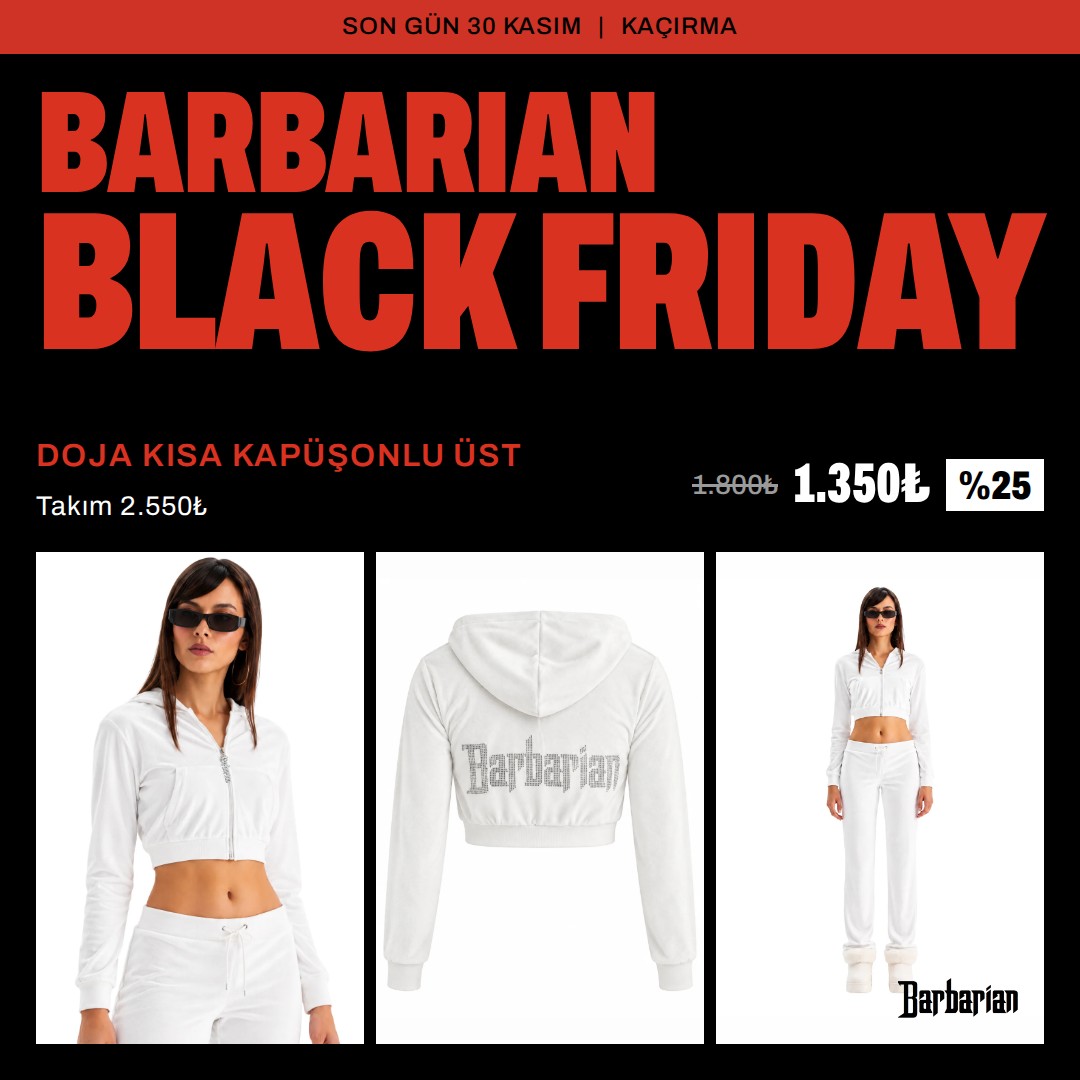 SON GÜN 30 KASIM | KAÇIRMA
BARBARIAN
BLACK FRIDAY
DOJA KISA KAPÜŞONLU ÜST
Takım 2.550₺
1.800₺ 1.350₺ %25
Barbarian
Barbarian